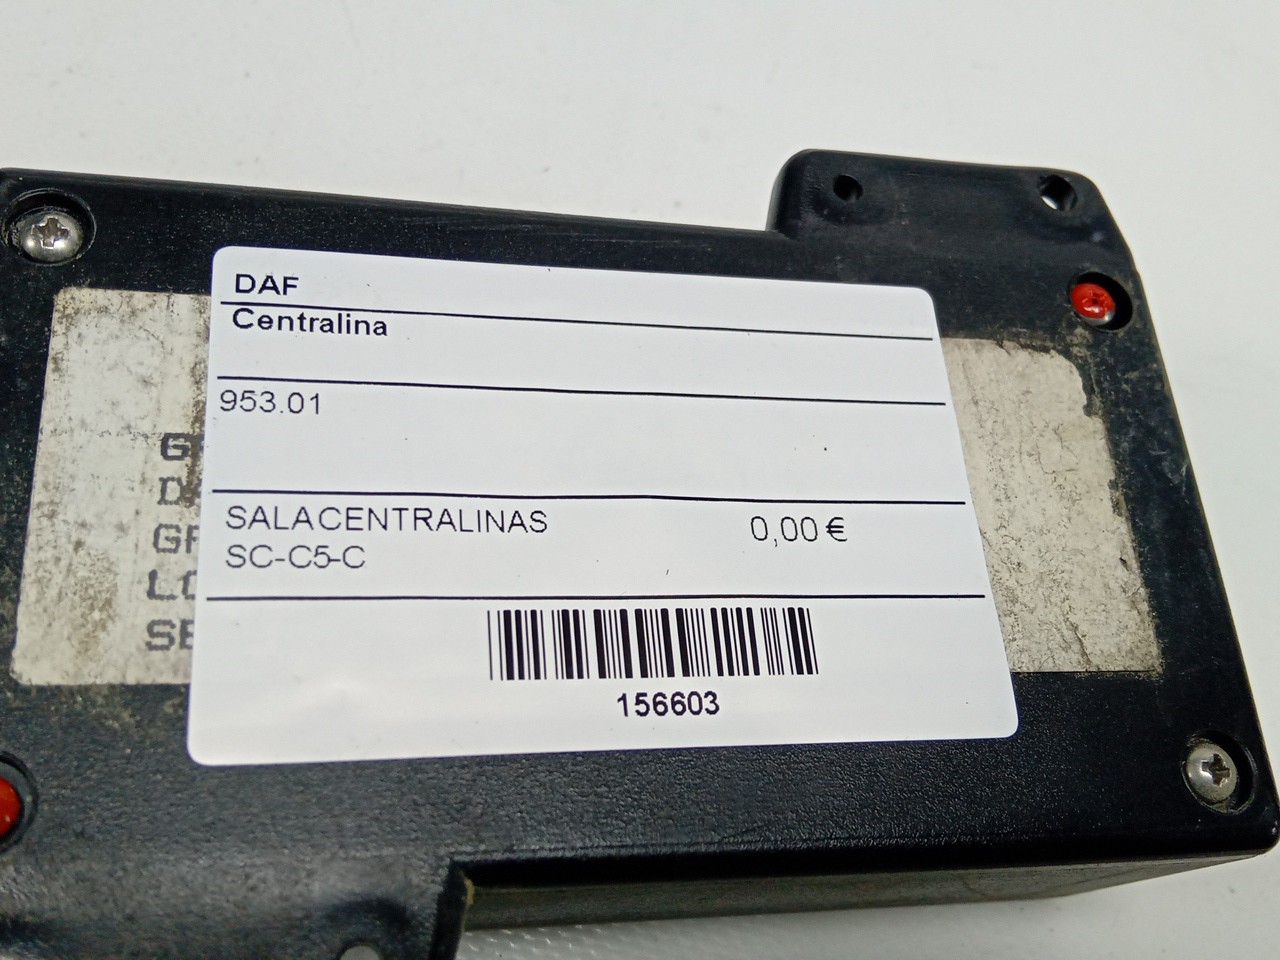 DAF
Centralina
953.01
SALACENTRALINAS 0,00 €
SC-C5-C
156603